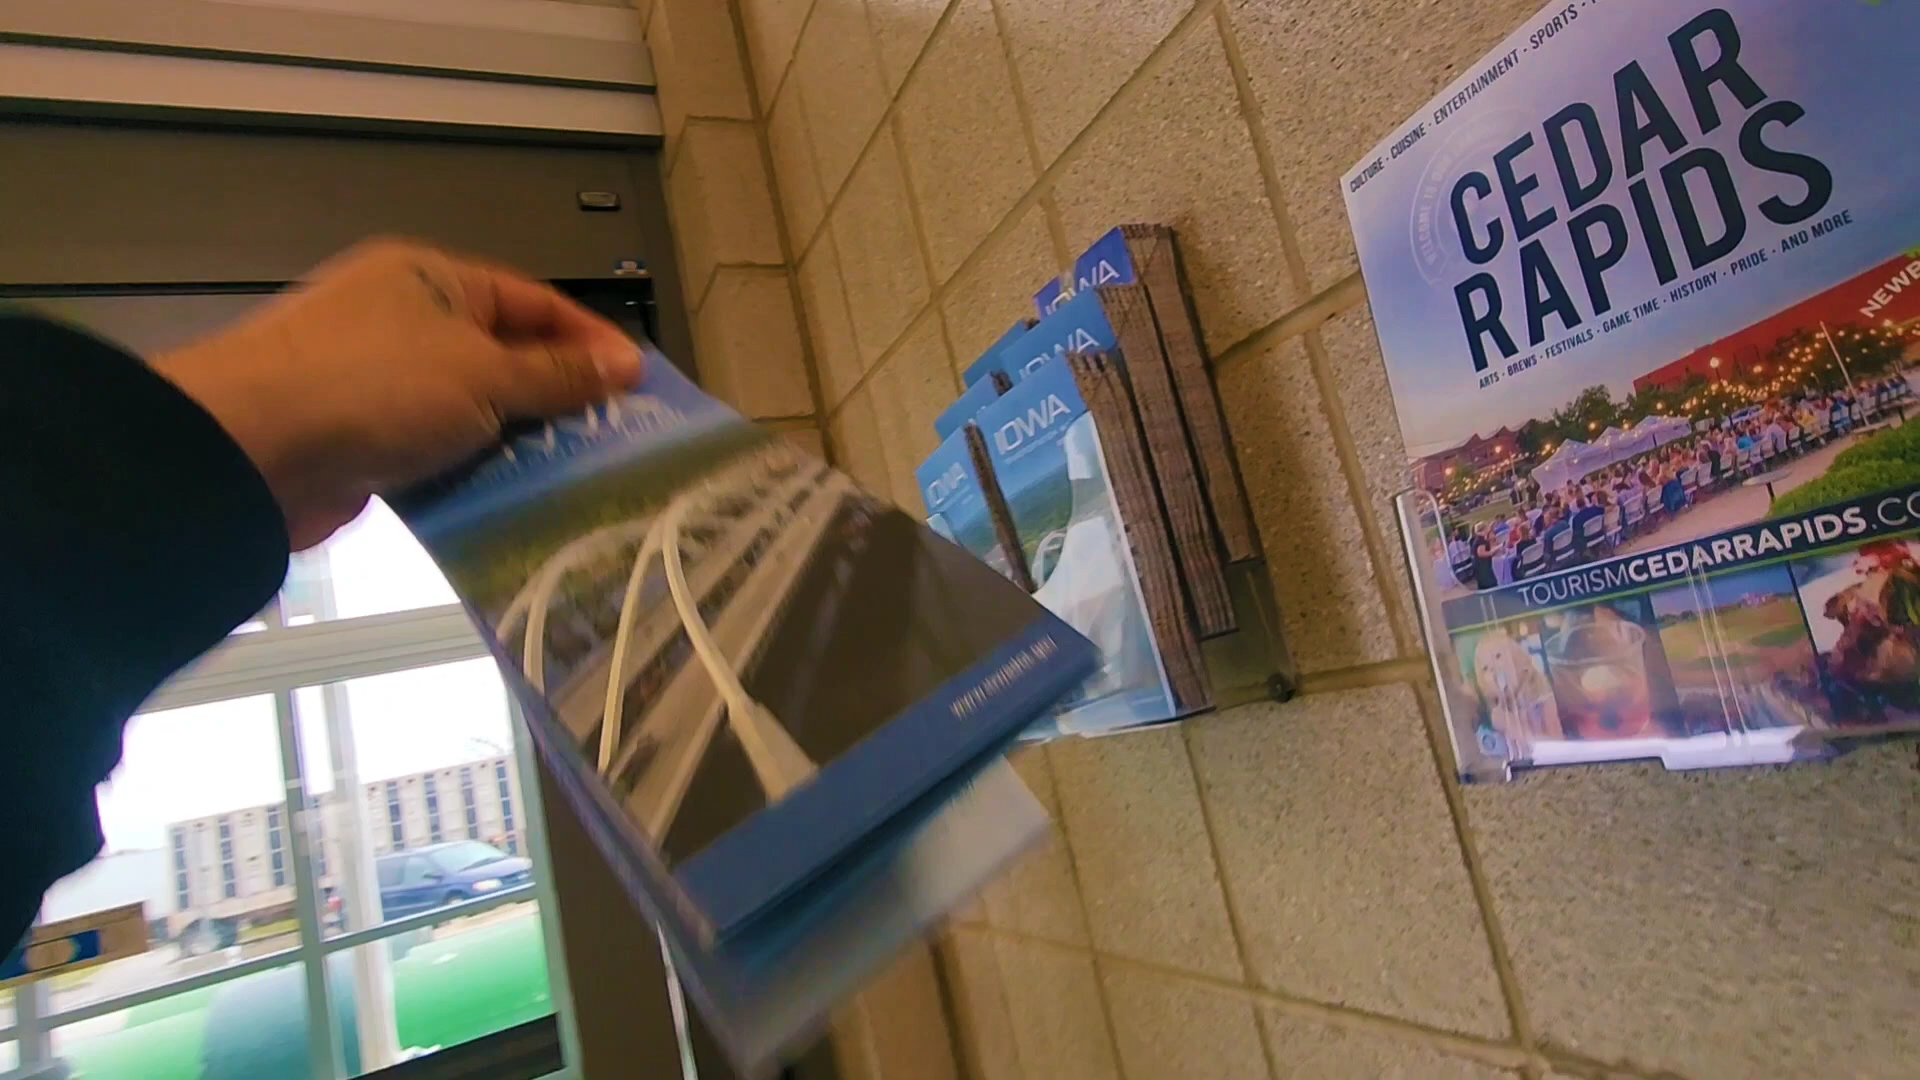 CULTURE · CUISINE · ENTERTAINMENT · SPORTS ·
CEDAR
RAPIDS
ARTS · BREWS · FESTIVALS · GAME TIME · HISTORY · PRIDE · AND MORE
NEWB
TOURISMCEDARRAPIDS.CO
IOWA
IOWA
IOWA
IOWA